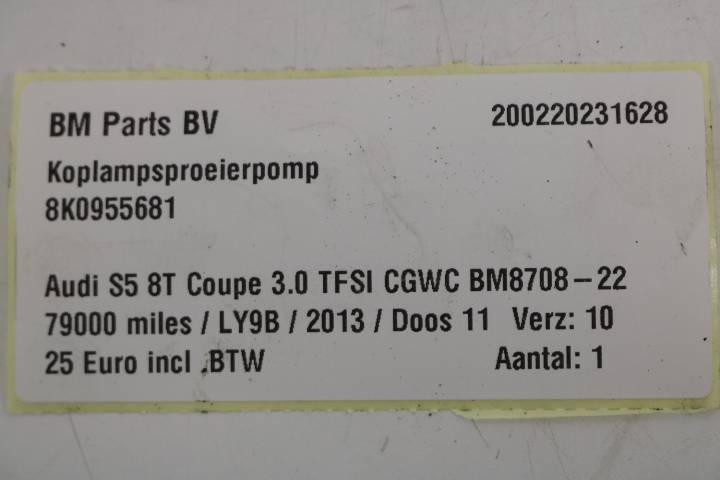 BM Parts BV 200220231628
Koplampsproeierpomp
8K0955681
Audi S5 8T Coupe 3.0 TFSI CGWC BM8708-22
79000 miles / LY9B / 2013 / Doos 11 Verz: 10
25 Euro incl .BTW Aantal: 1